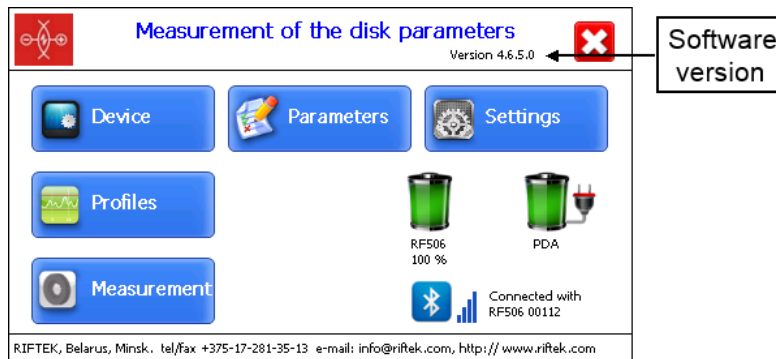 Measurement of the disk parameters
Version 4.6.5.0
Software
version
Device
Parameters
Settings
Profiles
RF506
100 %
PDA
Measurement
Connected with
RF506 00112
RIFTEK, Belarus, Minsk. tel/fax +375-17-281-35-13 e-mail: info@riftek.com, http:// www.riftek.com